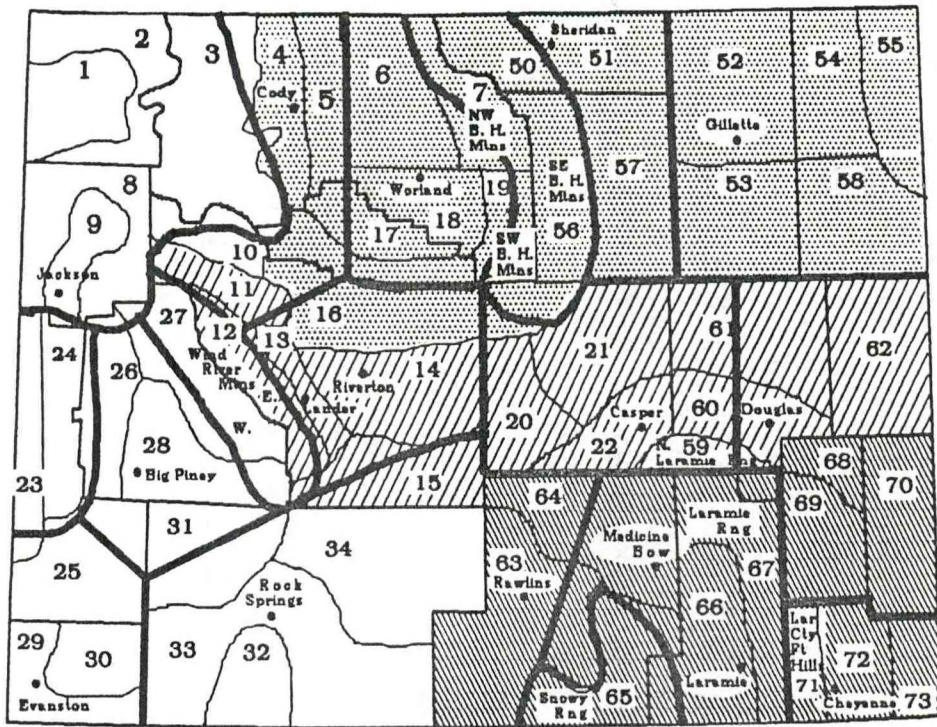 1
2
3
4
5
6
7
8
9
10
11
12
13
14
15
16
17
18
19
20
21
22
23
24
25
26
27
28
29
30
31
32
33
34
50
51
52
53
54
55
56
57
58
59
60
61
62
63
64
65
66
67
68
69
70
71
72
73
Sheridan
Cody
NW
B. H.
Mtns
Gillette
Worland
SE
B. H.
Mtns
SW
B. H.
Mtns
Jackson
Wind
River
Mtns
E.
W.
Riverton
Lander
Casper
Douglas
N.
Laramie Rng
Big Piney
Laramie
Rng
Medicine
Bow
Rawlins
Rock
Springs
Evanston
Snowy
Rng
Laramie
Lar
Cty
Ft
Hills
Cheyenne